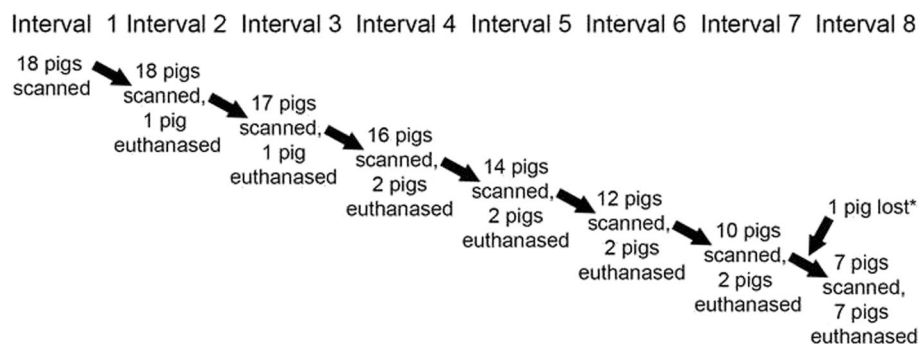 Interval 1 Interval 2 Interval 3 Interval 4 Interval 5 Interval 6 Interval 7 Interval 8
18 pigs
scanned
18 pigs
scanned,
1 pig
euthanased
17 pigs
scanned,
1 pig
euthanased
16 pigs
scanned,
2 pigs
euthanased
14 pigs
scanned,
2 pigs
euthanased
12 pigs
scanned,
2 pigs
euthanased
10 pigs
scanned,
2 pigs
euthanased
1 pig lost*
7 pigs
scanned,
7 pigs
euthanased